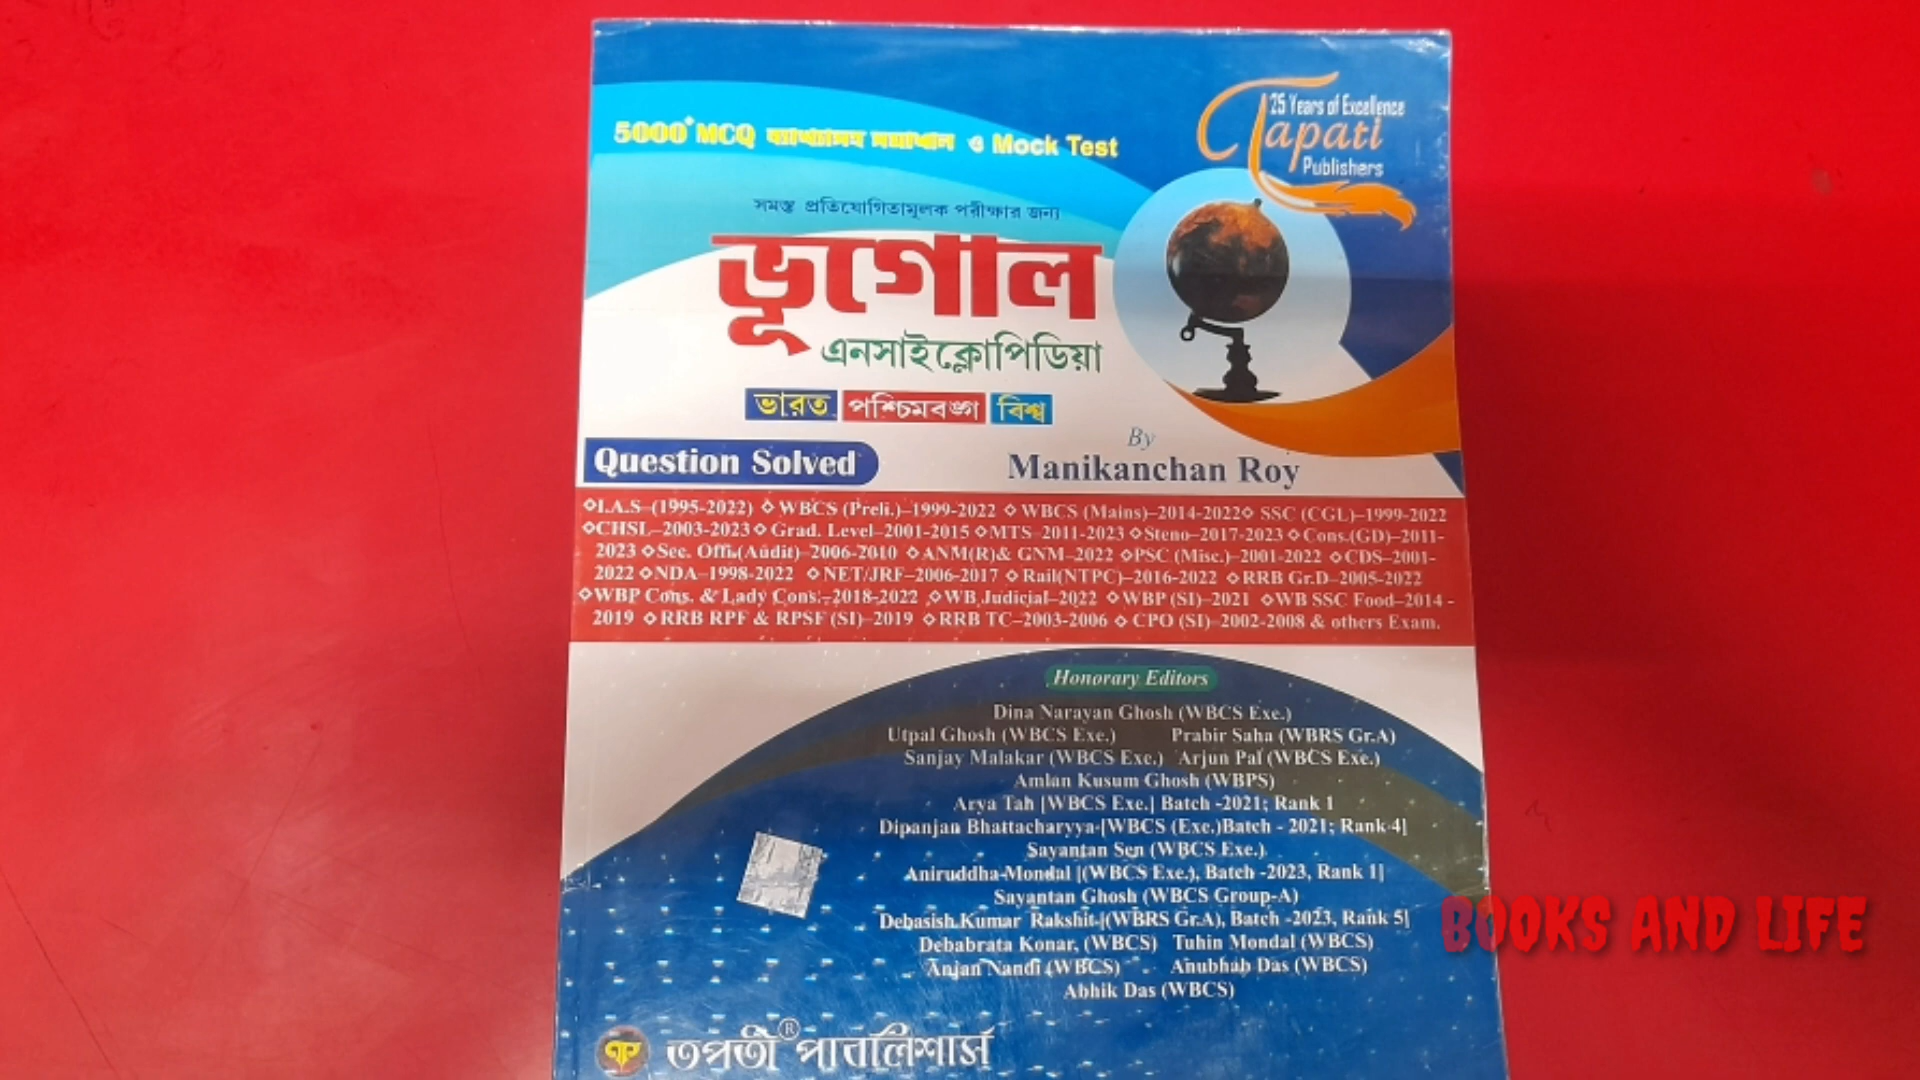 25 Years of Excellence
Tapati
Publishers
5000+ MCQ ব্যাখ্যাসহ সমাধান ও Mock Test
সমস্ত প্রতিযোগিতামূলক পরীক্ষার জন্য
ভূগোল
এনসাইক্লোপিডিয়া
ভারত পশ্চিমবঙ্গ বিশ্ব
By
Question Solved Manikanchan Roy
◇I.A.S–(1995-2022) ◇WBCS (Preli.)–1999-2022 ◇WBCS (Mains)–2014-2022◇ SSC (CGL)–1999-2022
◇CHSL–2003-2023◇Grad. Level–2001-2015◇MTS–2011-2023◇Steno–2017-2023◇Cons.(GD)–2011-
2023◇Sec. Offi.(Audit)–2006-2010 ◇ANM(R)& GNM–2022 ◇PSC (Misc.)–2001-2022 ◇CDS–2001-
2022◇NDA–1998-2022 ◇NET/JRF–2006-2017 ◇Rail(NTPC)–2016-2022 ◇RRB Gr.D–2005-2022
◇WBP Cons. & Lady Cons.–2018-2022 ◇WB Judicial–2022 ◇WBP (SI)–2021 ◇WB SSC Food–2014-
2019 ◇RRB RPF & RPSF (SI)–2019 ◇RRB TC–2003-2006 ◇ CPO (SI)–2002-2008 & others Exam.
Honorary Editors
Dina Narayan Ghosh (WBCS Exe.)
Utpal Ghosh (WBCS Exe.) Prabir Saha (WBRS Gr.A)
Sanjay Malakar (WBCS Exe.) Arjun Pal (WBCS Exe.)
Amlan Kusum Ghosh (WBPS)
Arya Tah [WBCS Exe.] Batch -2021; Rank 1
Dipanjan Bhattacharyya [WBCS (Exe.)Batch - 2021; Rank 4]
Sayantan Sen (WBCS Exe.)
Aniruddha Mondal [(WBCS Exe.), Batch -2023, Rank 1]
Sayantan Ghosh (WBCS Group-A)
Debasish Kumar Rakshit [(WBRS Gr.A), Batch -2023, Rank 5]
Debabrata Konar, (WBCS) Tuhin Mondal (WBCS)
Anjan Nandi (WBCS) Anubhab Das (WBCS)
Abhik Das (WBCS)
তপতী ® পাবলিশার্স
BOOKS AND LIFE